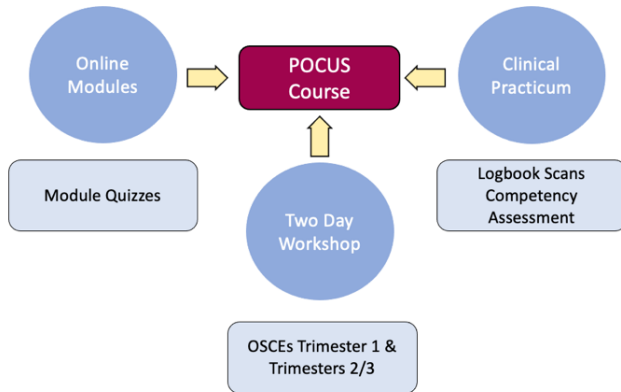 Online
Modules
POCUS
Course
Clinical
Practicum
Module Quizzes
Two Day
Workshop
Logbook Scans
Competency
Assessment
OSCEs Trimester 1 &
Trimesters 2/3